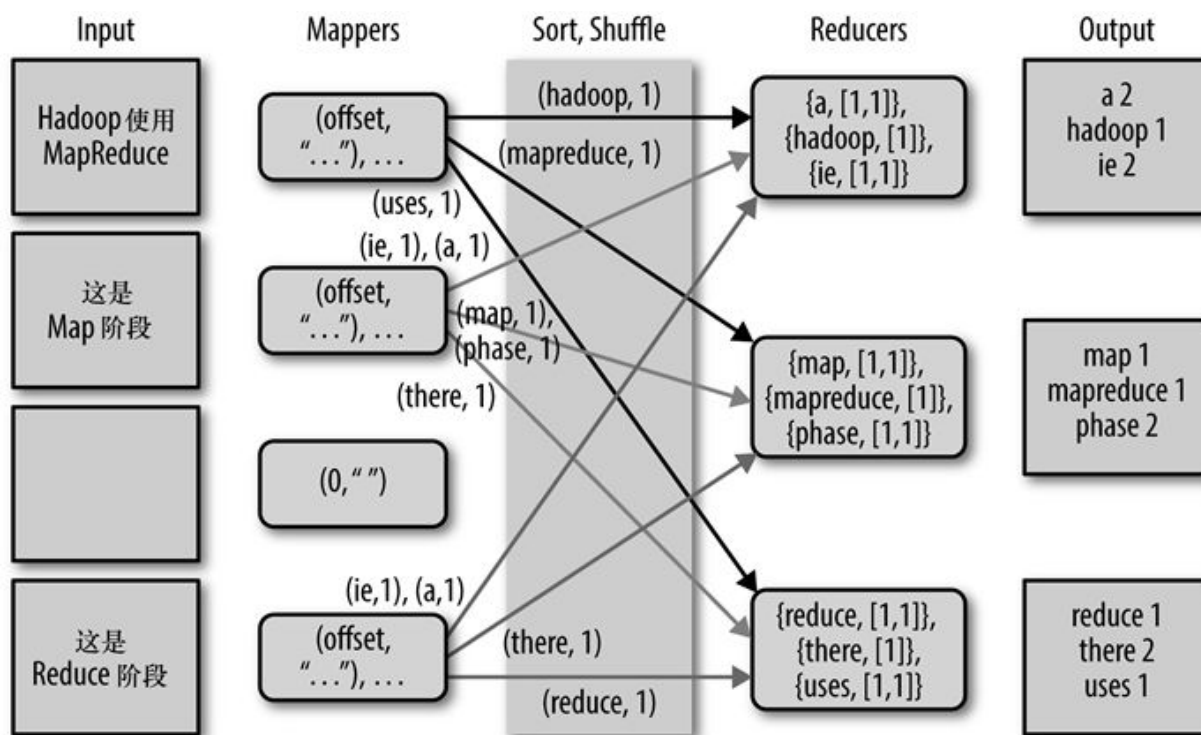 Input
Mappers
Sort, Shuffle
Reducers
Output
Hadoop 使用
MapReduce
(offset,
“…”), …
(hadoop, 1)
(mapreduce, 1)
(uses, 1)
{a, [1,1]},
{hadoop, [1]},
{ie, [1,1]}
a 2
hadoop 1
ie 2
这是
Map 阶段
(ie, 1), (a, 1)
(offset,
“…”), …
(map, 1),
(phase, 1)
(there, 1)
{map, [1,1]},
{mapreduce, [1]},
{phase, [1,1]}
map 1
mapreduce 1
phase 2
(0, “ ”)
这是
Reduce 阶段
(ie,1), (a,1)
(offset,
“…”), …
(there, 1)
(reduce, 1)
{reduce, [1,1]},
{there, [1]},
{uses, [1,1]}
reduce 1
there 2
uses 1